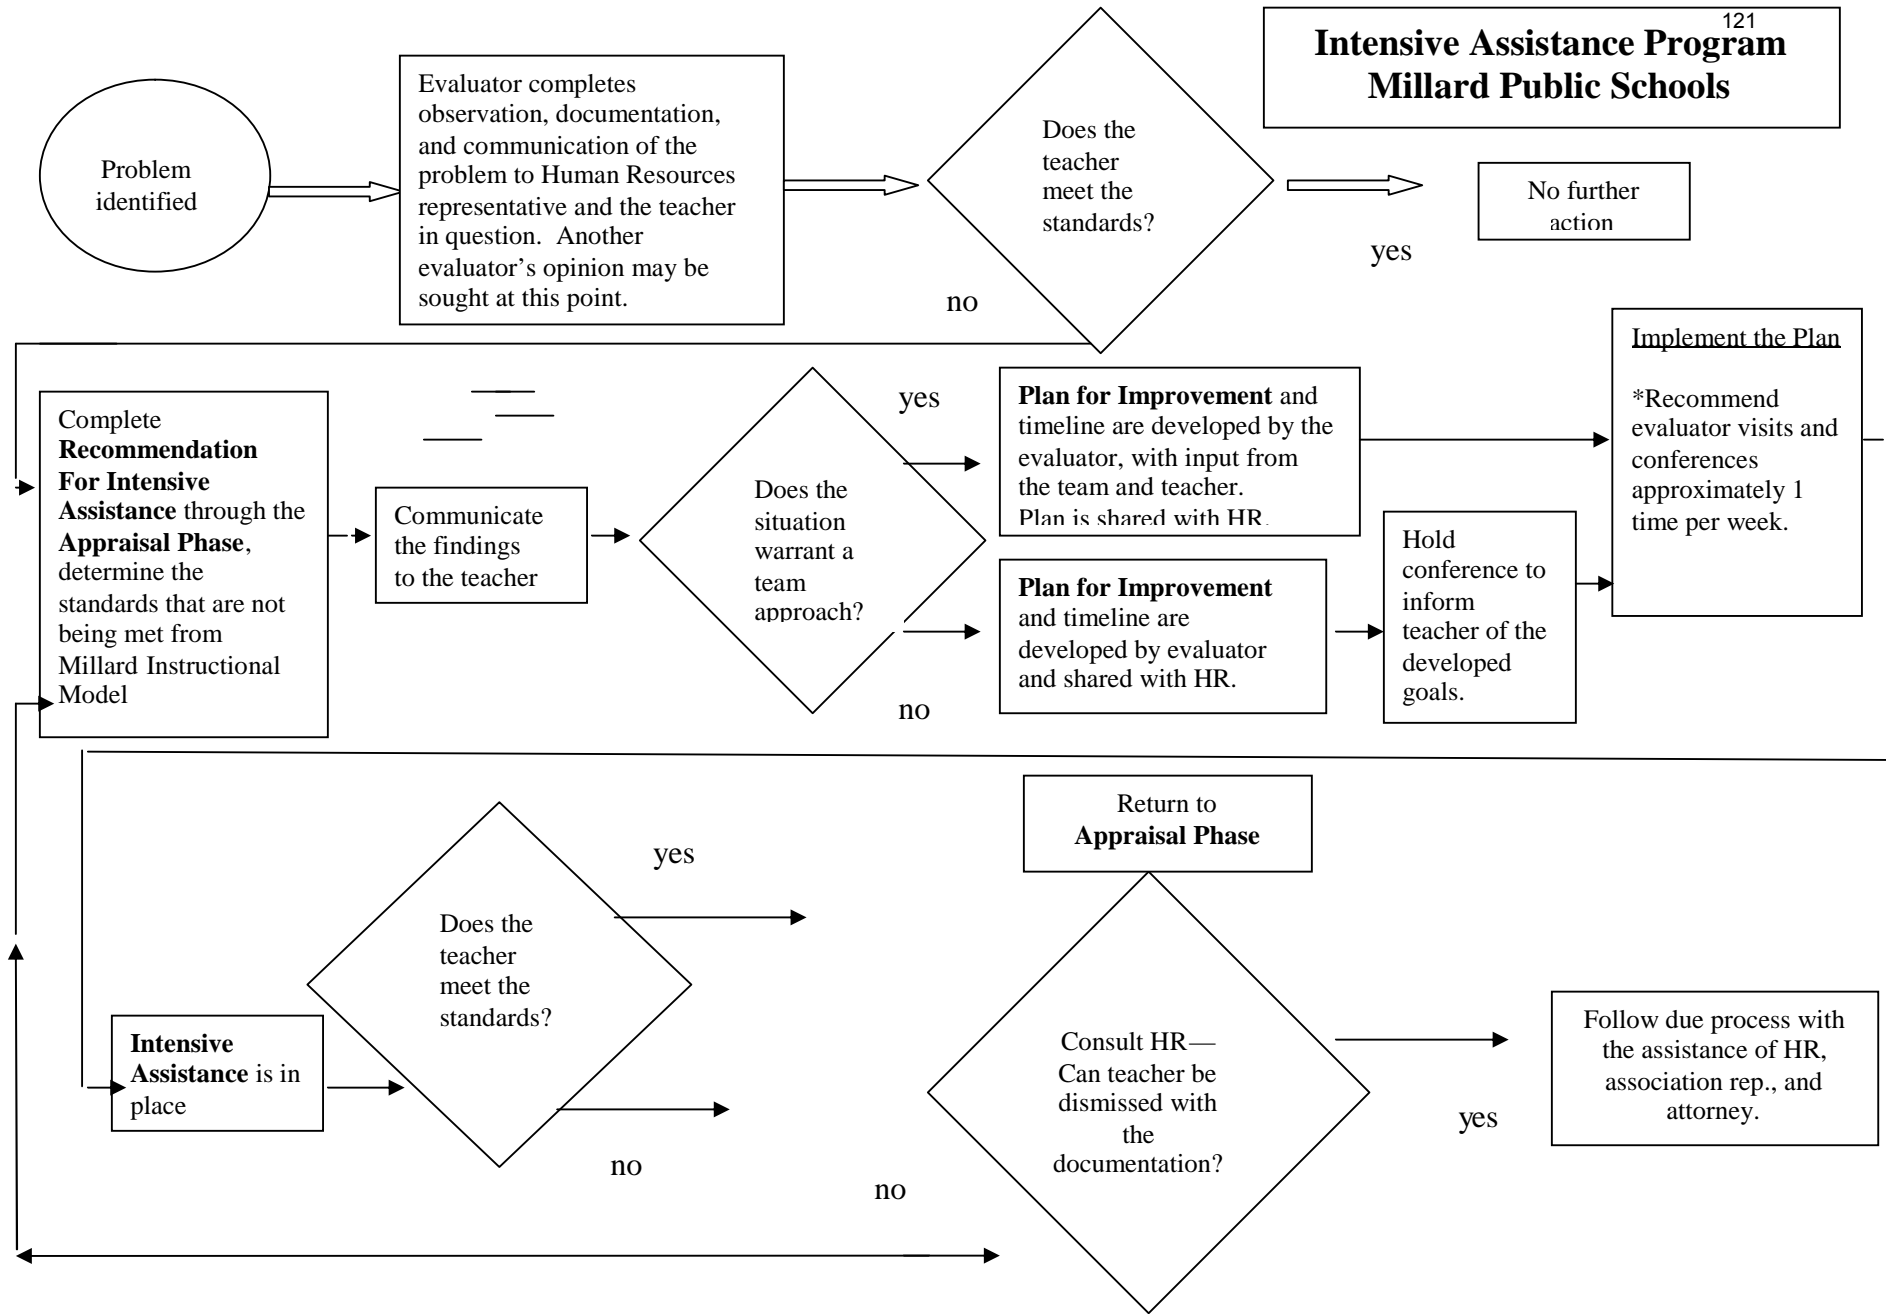 121
Intensive Assistance Program
Millard Public Schools
Problem
identified
Evaluator completes
observation, documentation,
and communication of the
problem to Human Resources
representative and the teacher
in question.  Another
evaluator’s opinion may be
sought at this point.
Does the
teacher
meet the
standards?
yes
No further
action
no
Complete
Recommendation
For Intensive
Assistance through the
Appraisal Phase,
determine the
standards that are not
being met from
Millard Instructional
Model
Communicate
the findings
to the teacher
Does the
situation
warrant a
team
approach?
yes
Plan for Improvement and
timeline are developed by the
evaluator, with input from
the team and teacher.
Plan is shared with HR.
no
Plan for Improvement
and timeline are
developed by evaluator
and shared with HR.
Hold
conference to
inform
teacher of the
developed
goals.
Implement the Plan
*Recommend
evaluator visits and
conferences
approximately 1
time per week.
Intensive
Assistance is in
place
Does the
teacher
meet the
standards?
yes
Return to
Appraisal Phase
no
Consult HR—
Can teacher be
dismissed with
the
documentation?
no
yes
Follow due process with
the assistance of HR,
association rep., and
attorney.